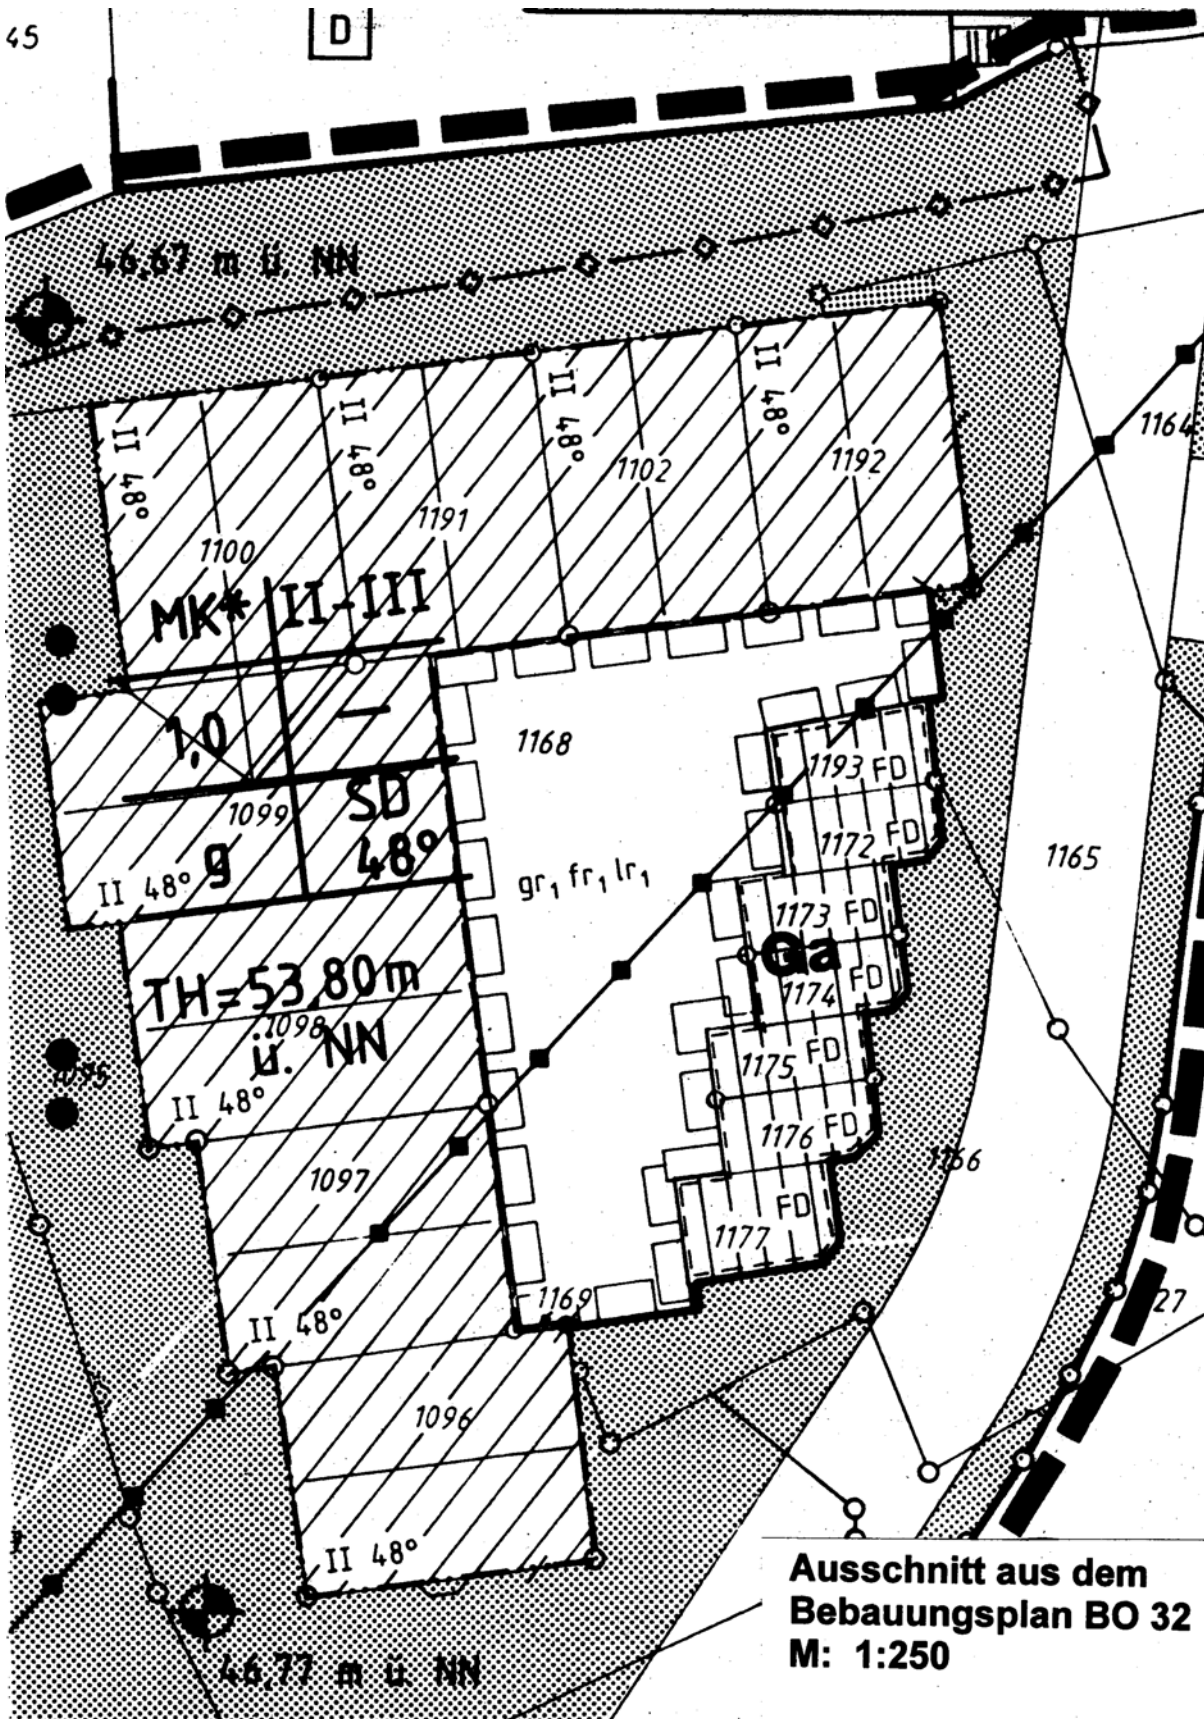 45
D
46,67 m ü. NN
II 48°
II 48°
II 48°
II 48°
1164
1192
1102
1191
1100
MK* II-III
1,0 –
1168
1193 FD
1099 SD
g 48°
II 48°
1172 FD
1165
gr₁ fr₁ lr₁
1173 FD
Ga
1174 FD
TH=53,80m
1098
ü. NN
1175 FD
1095
II 48°
1176 FD
1166
1097
1177 FD
1169
27
II 48°
1096
II 48°
Ausschnitt aus dem
Bebauungsplan BO 32
M: 1:250
46,77 m ü. NN